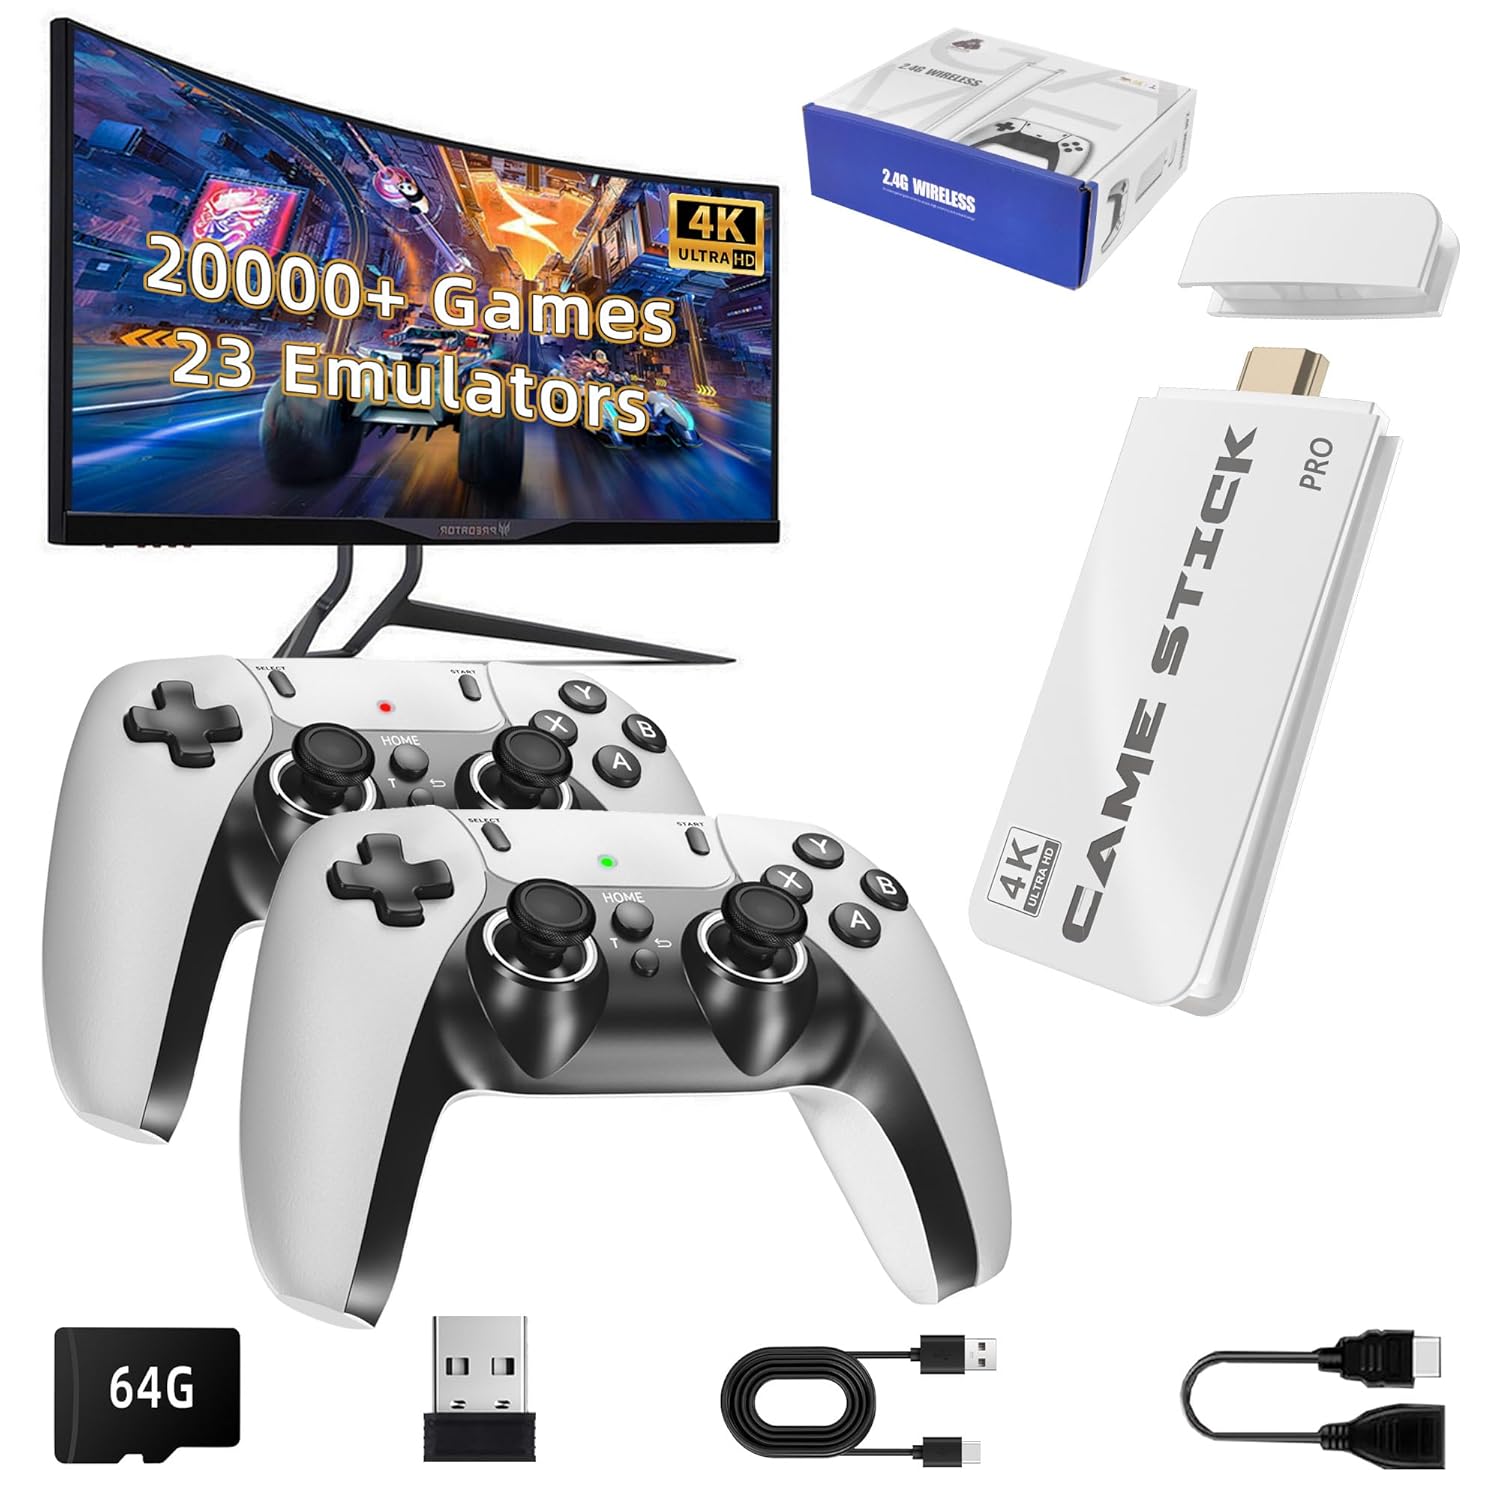 20000+ Games
23 Emulators
4K
ULTRA HD
PREDATOR
2.4G WIRELESS
2.4G WIRELESS
GAME STICK
PRO
4K
ULTRA HD
SELECT
START
HOME
T
Y
X
B
A
SELECT
START
HOME
T
Y
X
B
A
64G